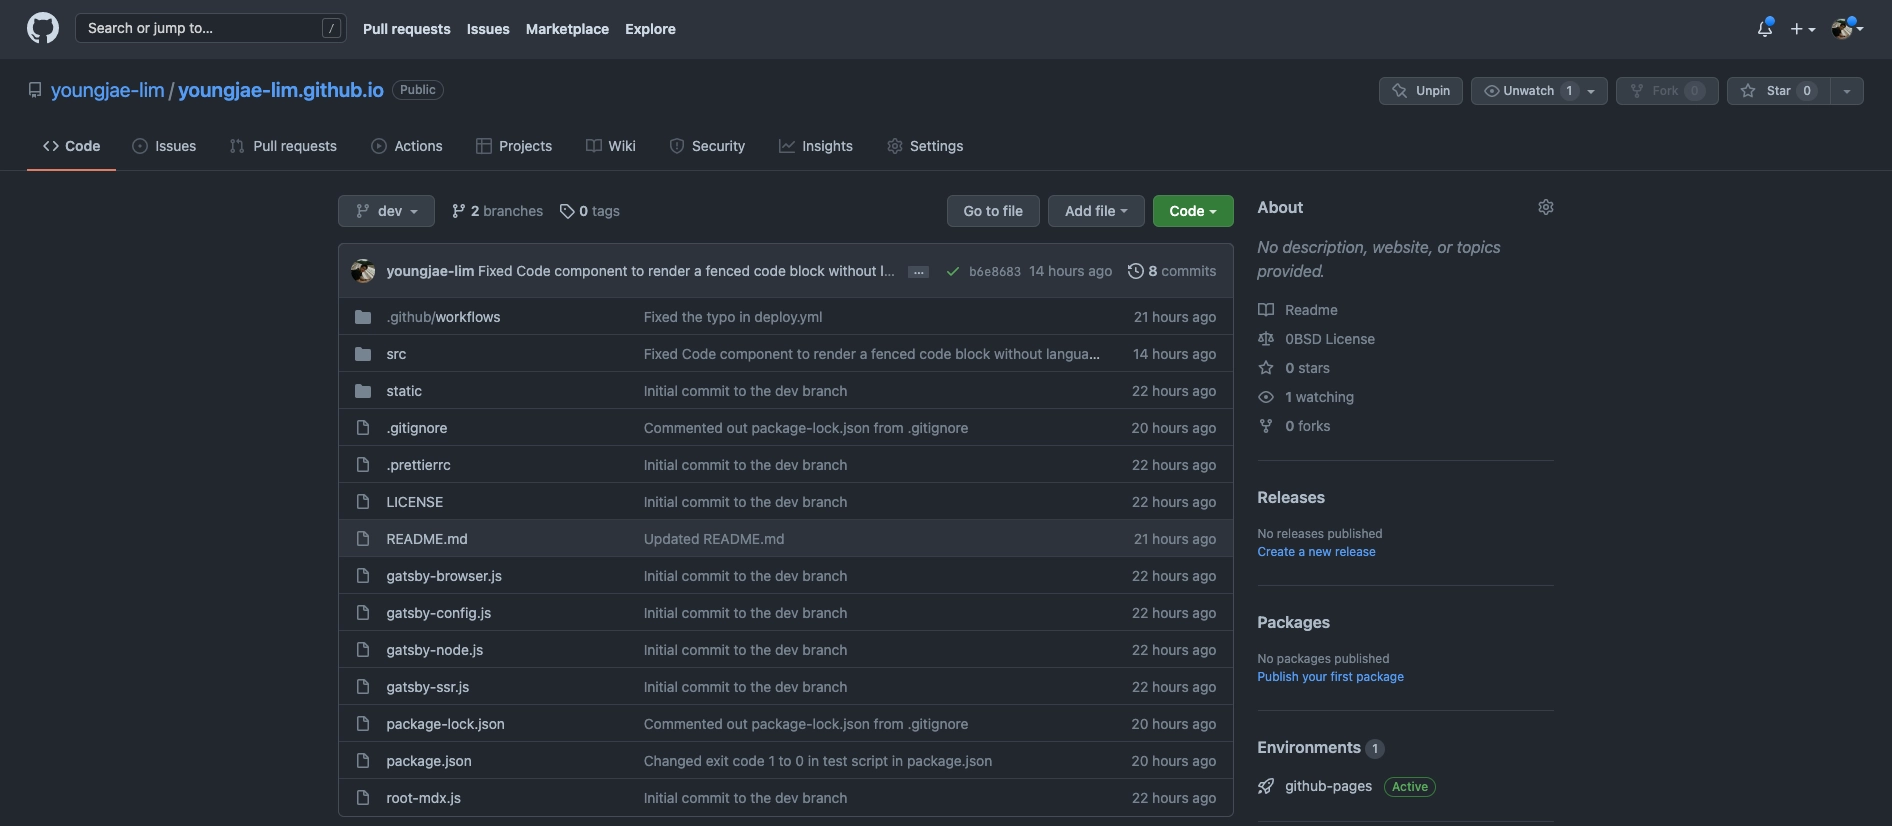 Search or jump to... /
Pull requests Issues Marketplace Explore
youngjae-lim / youngjae-lim.github.io Public
Unpin Unwatch 1 Fork 0 Star 0
Code Issues Pull requests Actions Projects Wiki Security Insights Settings
dev 2 branches 0 tags Go to file Add file Code
youngjae-lim Fixed Code component to render a fenced code block without l... ... b6e8683 14 hours ago 8 commits
.github/workflows Fixed the typo in deploy.yml 21 hours ago
src Fixed Code component to render a fenced code block without langua... 14 hours ago
static Initial commit to the dev branch 22 hours ago
.gitignore Commented out package-lock.json from .gitignore 20 hours ago
.prettierrc Initial commit to the dev branch 22 hours ago
LICENSE Initial commit to the dev branch 22 hours ago
README.md Updated README.md 21 hours ago
gatsby-browser.js Initial commit to the dev branch 22 hours ago
gatsby-config.js Initial commit to the dev branch 22 hours ago
gatsby-node.js Initial commit to the dev branch 22 hours ago
gatsby-ssr.js Initial commit to the dev branch 22 hours ago
package-lock.json Commented out package-lock.json from .gitignore 20 hours ago
package.json Changed exit code 1 to 0 in test script in package.json 20 hours ago
root-mdx.js Initial commit to the dev branch 22 hours ago
About
No description, website, or topics
provided.
Readme
0BSD License
0 stars
1 watching
0 forks
Releases
No releases published
Create a new release
Packages
No packages published
Publish your first package
Environments 1
github-pages Active